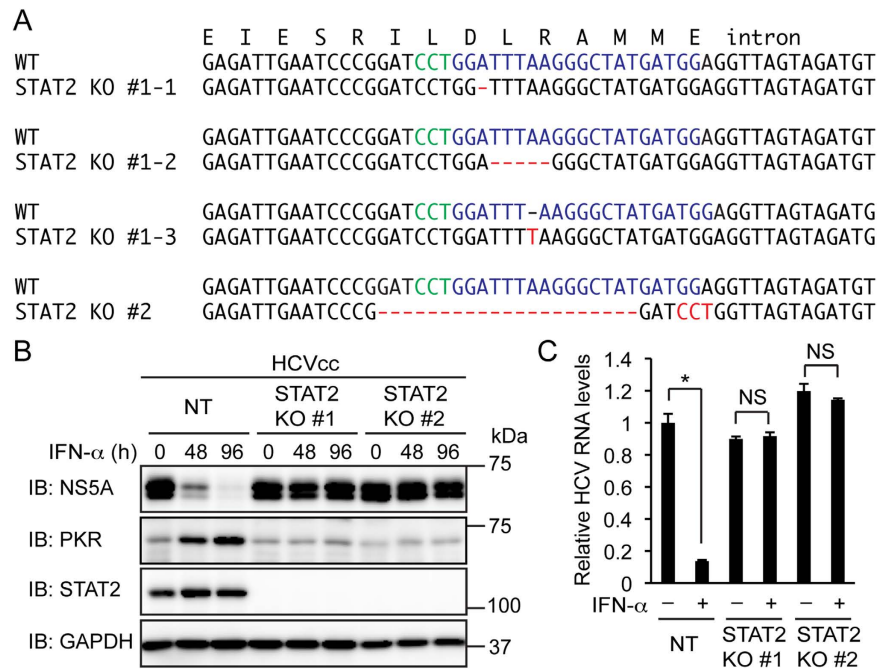 A
E I E S R I L D L R A M M E intron
WT GAGATTGAATCCCGGATCCTGGATTTAAGGGCTATGATGGAGGTTAGTAGATGT
STAT2 KO #1-1 GAGATTGAATCCCGGATCCTGG-TTTAAGGGCTATGATGGAGGTTAGTAGATGT
WT GAGATTGAATCCCGGATCCTGGATTTAAGGGCTATGATGGAGGTTAGTAGATGT
STAT2 KO #1-2 GAGATTGAATCCCGGATCCTGGA-----GGGCTATGATGGAGGTTAGTAGATGT
WT GAGATTGAATCCCGGATCCTGGATTT-AAGGGCTATGATGGAGGTTAGTAGATG
STAT2 KO #1-3 GAGATTGAATCCCGGATCCTGGATTTTAAGGGCTATGATGGAGGTTAGTAGATG
WT GAGATTGAATCCCGGATCCTGGATTTAAGGGCTATGATGGAGGTTAGTAGATGT
STAT2 KO #2 GAGATTGAATCCCG---------------------GATCCTGGTTAGTAGATGT
B
HCVcc
NT STAT2 KO #1 STAT2 KO #2
IFN-α (h) 0 48 96 0 48 96 0 48 96 kDa
75
IB: NS5A
IB: PKR 75
IB: STAT2
100
IB: GAPDH 37
C
Relative HCV RNA levels
1.4
1.2
1
0.8
0.6
0.4
0.2
0
* NS NS
IFN-α − + − + − +
NT STAT2 KO #1 STAT2 KO #2